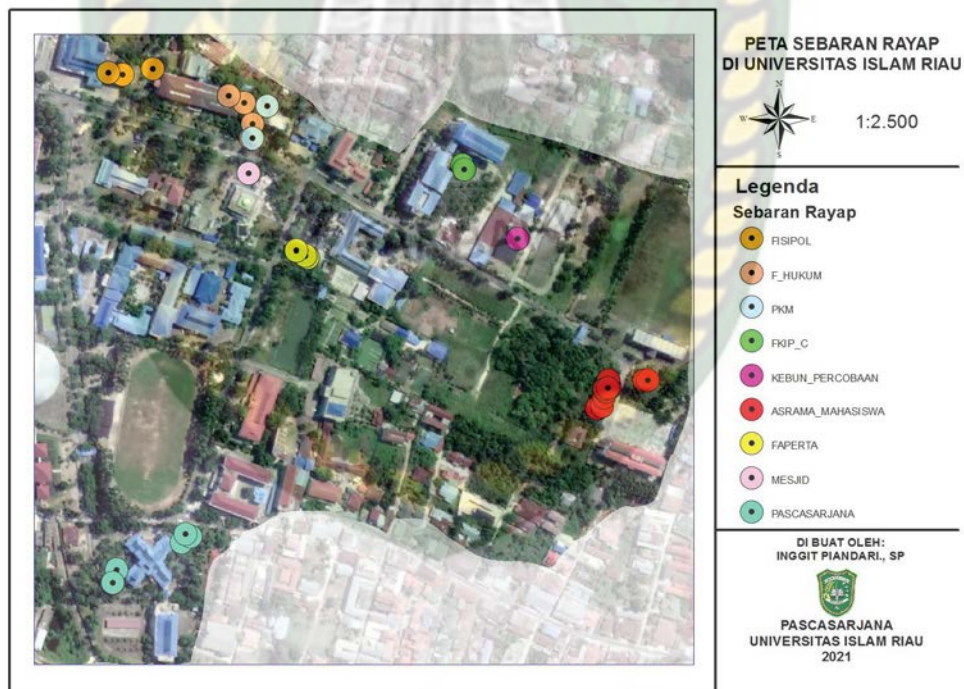 PETA SEBARAN RAYAP
DI UNIVERSITAS ISLAM RIAU
N
W
E
S
1:2.500
Legenda
Sebaran Rayap
FISIPOL
F_HUKUM
PKM
FKIP_C
KEBUN_PERCOBAAN
ASRAMA_MAHASISWA
FAPERTA
MESJID
PASCASARJANA
DI BUAT OLEH:
INGGIT PIANDARI., SP
PASCASARJANA
UNIVERSITAS ISLAM RIAU
2021